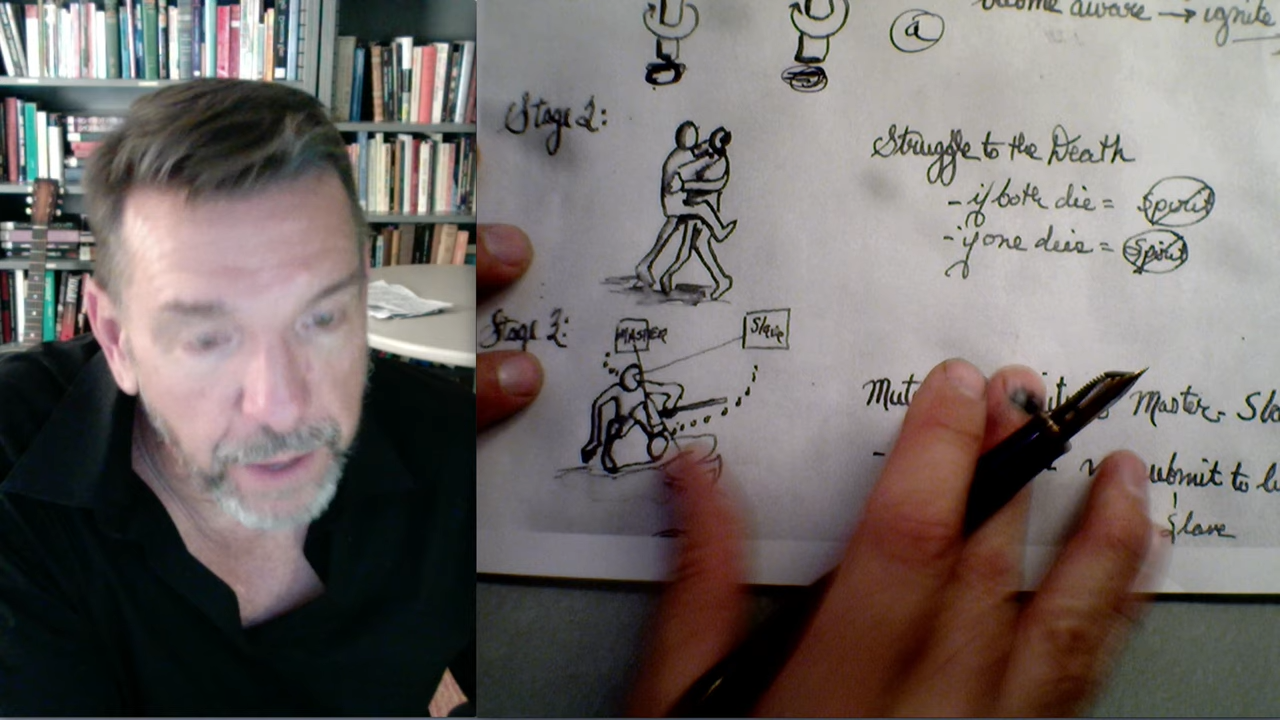 become aware → ignite
a
Stage 2:
Struggle to the Death
- if both die = Spirit
- if one dies = Spirit
Stage 3:
MASTER
Slave
Master - Sla
submit to li
Slave